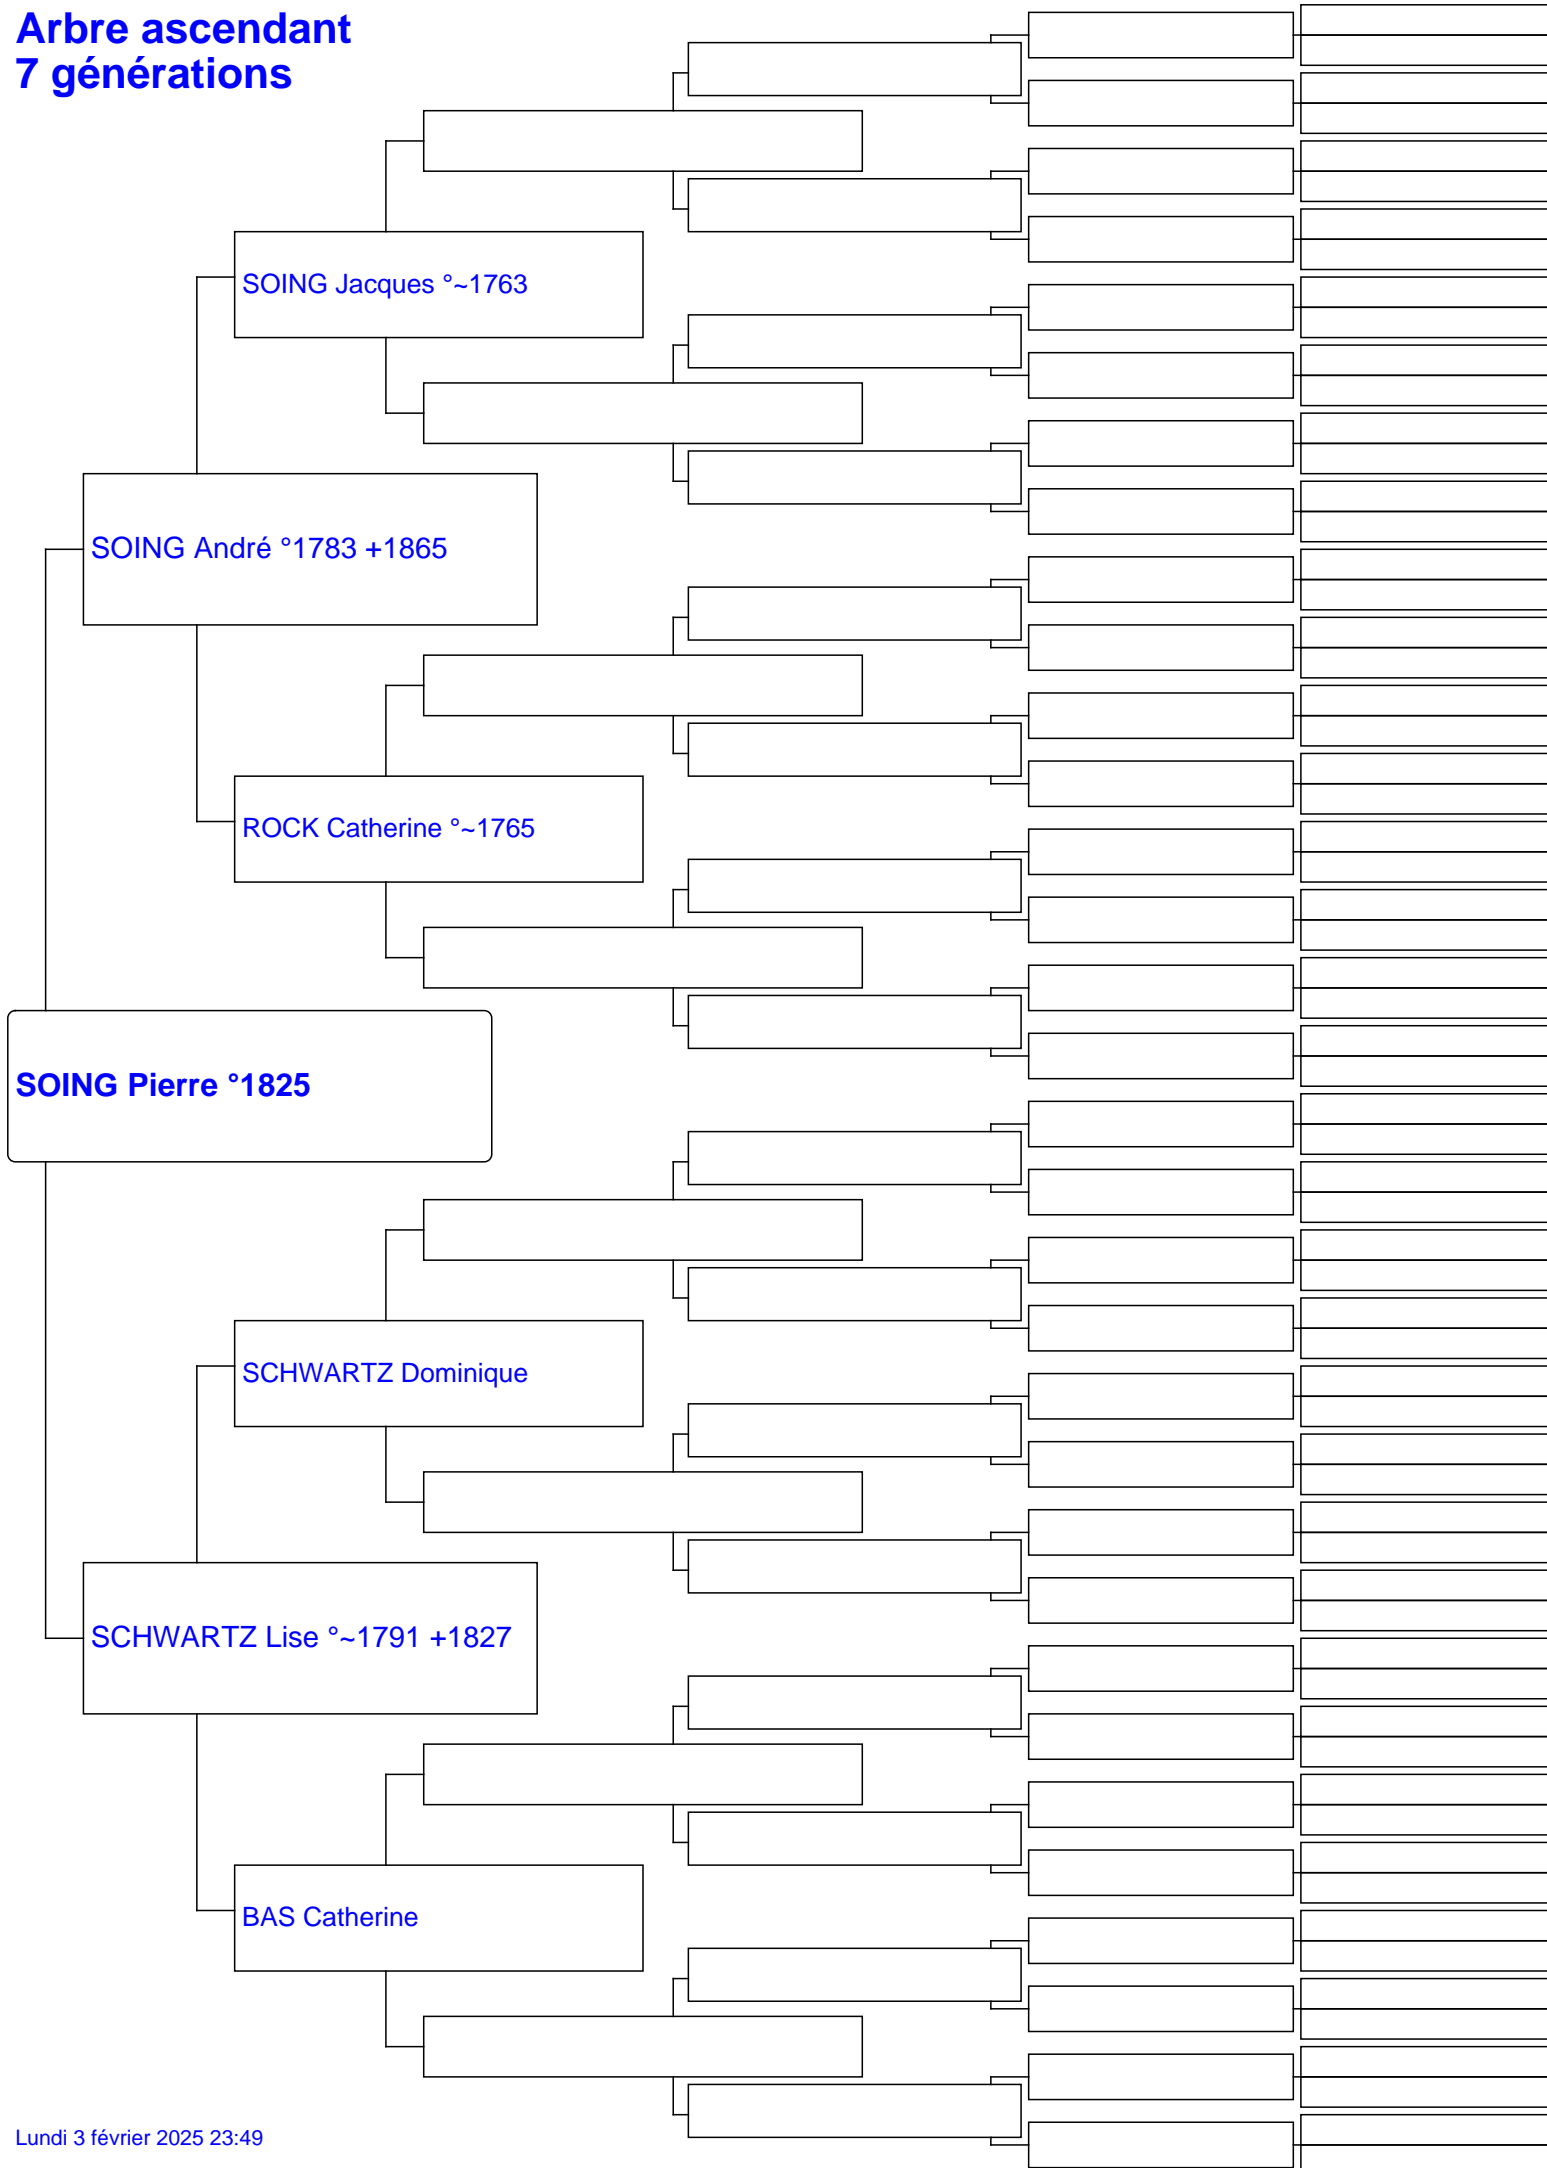 Arbre ascendant
7 générations
SOING Jacques °~1763
SOING André °1783 +1865
ROCK Catherine °~1765
SOING Pierre °1825
SCHWARTZ Dominique
SCHWARTZ Lise °~1791 +1827
BAS Catherine
Lundi 3 février 2025 23:49